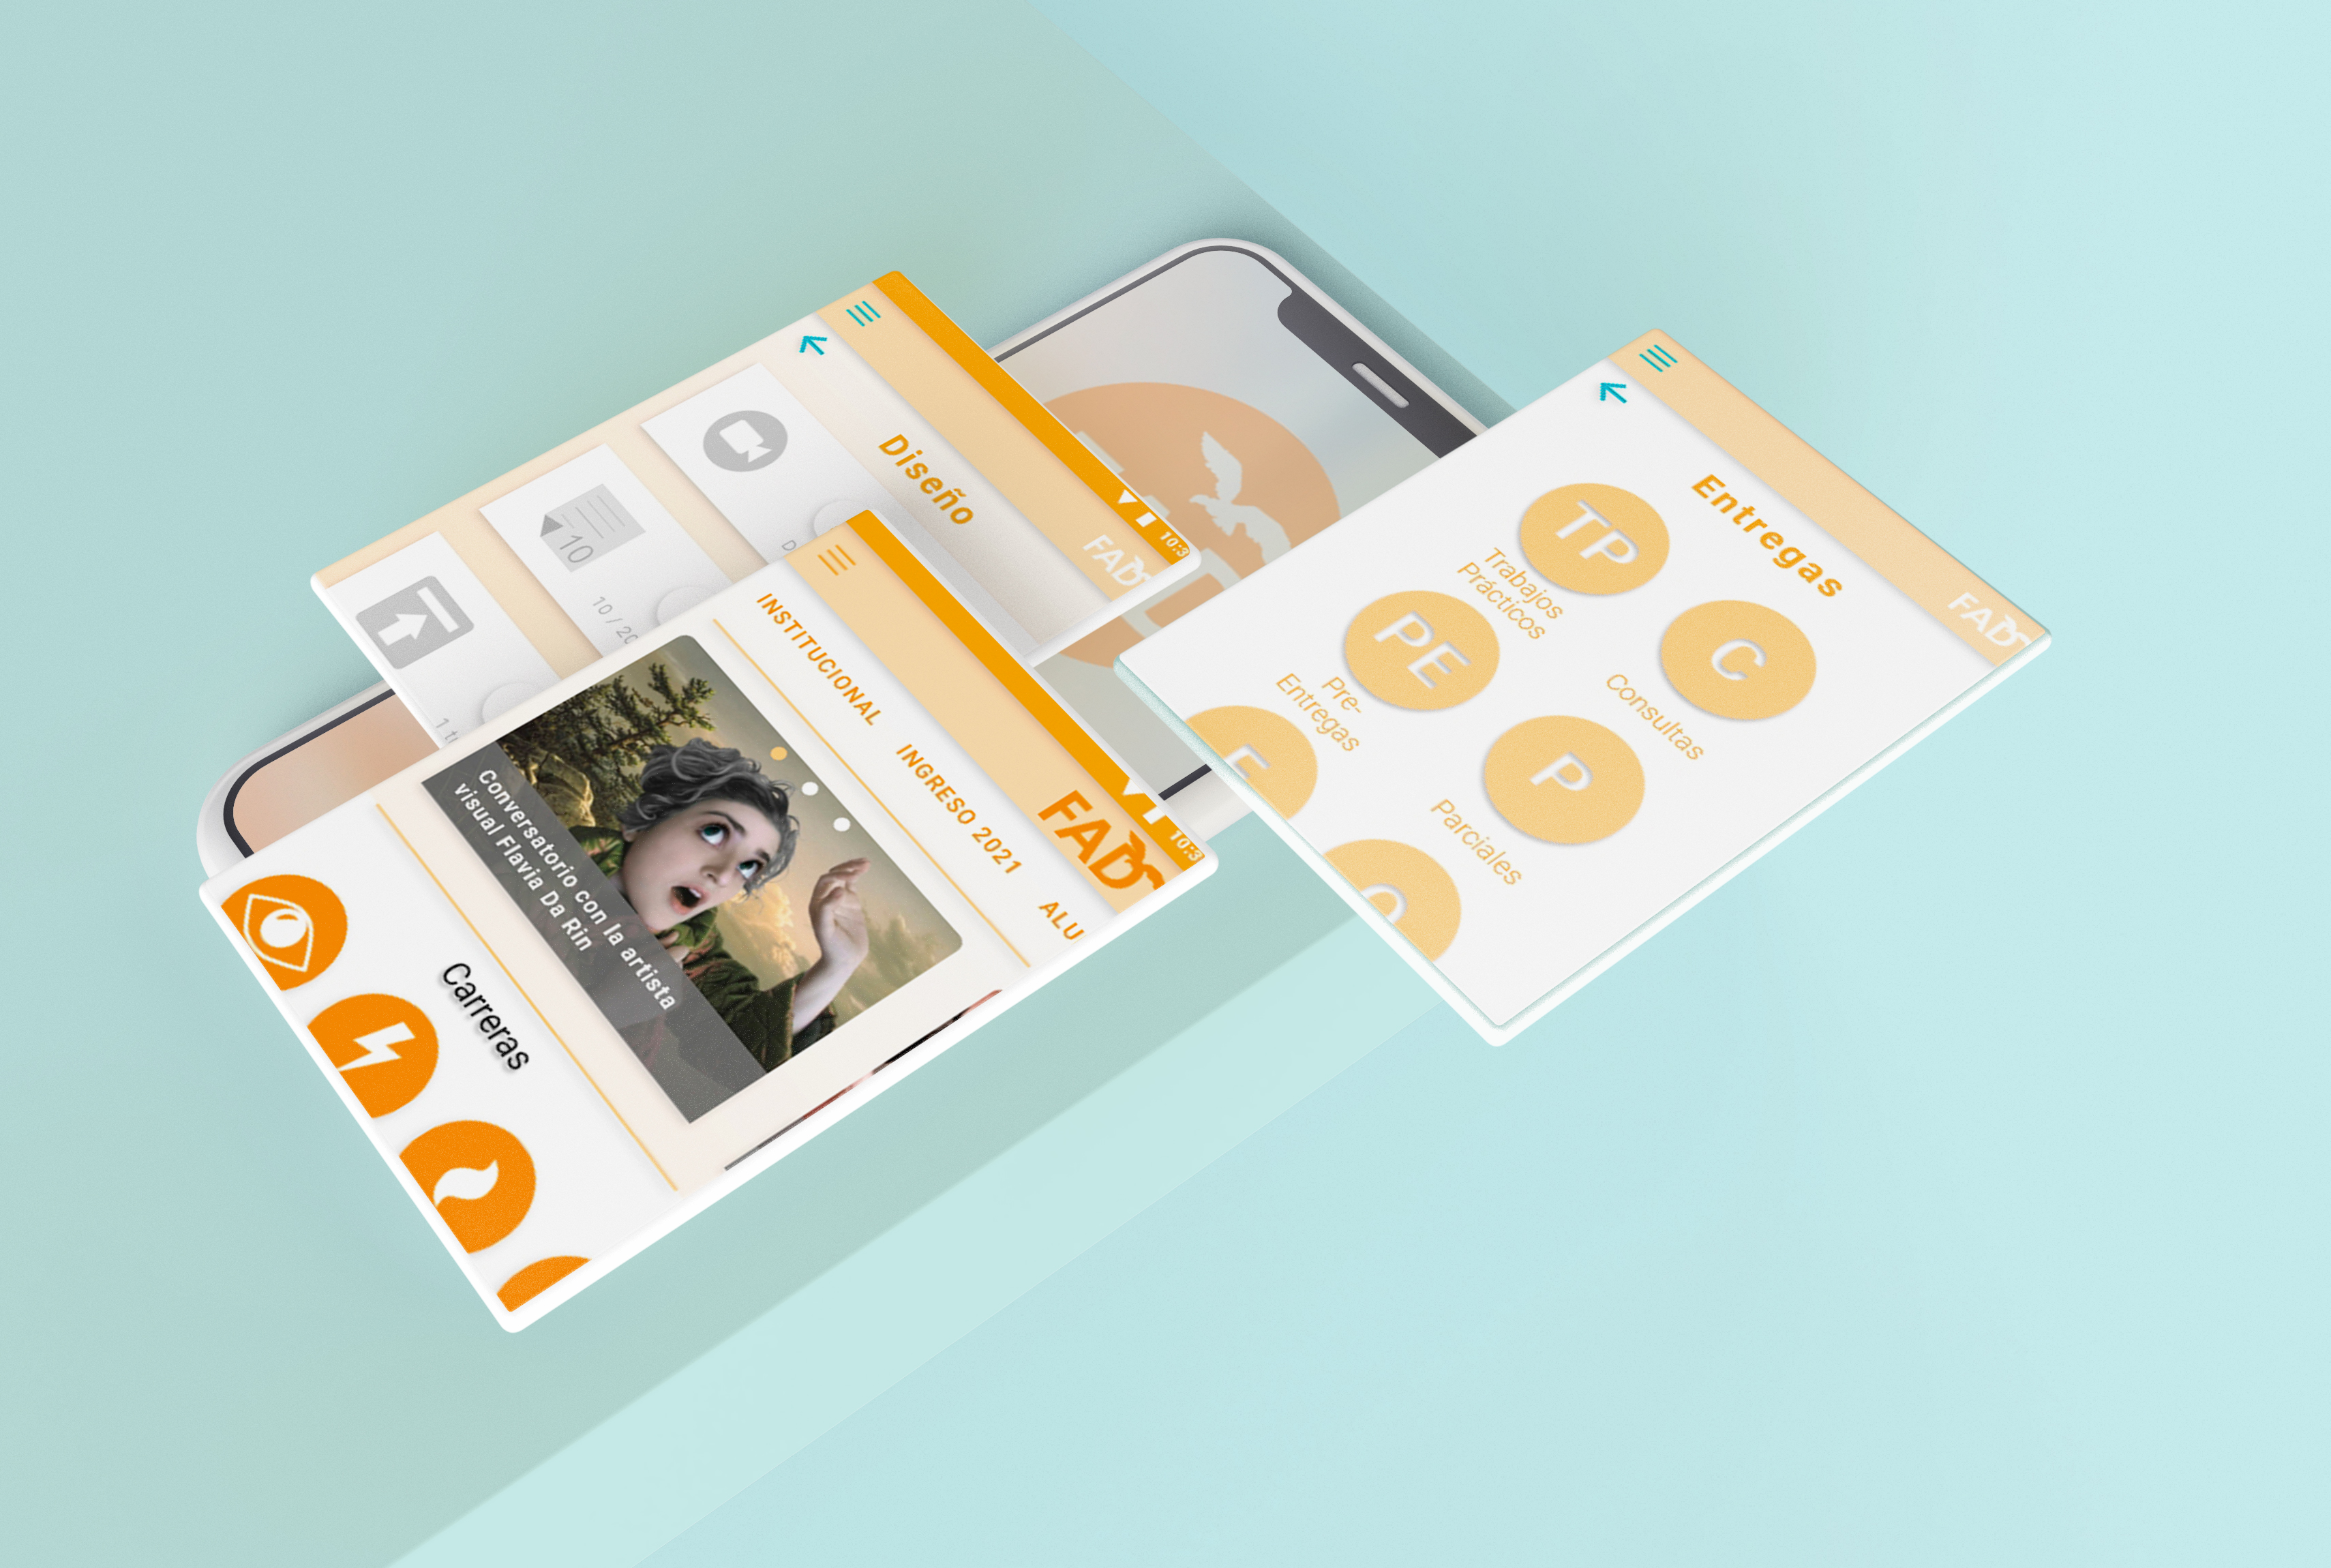 10:3
FAD
Diseño
10
10 / 20
10:3
FAD
INSTITUCIONAL
INGRESO 2021
ALU
Conversatorio con la artista
visual Flavia Da Rin
Carreras
FAD
Entregas
TP
C
Trabajos
Prácticos
Consultas
PE
P
Pre-
Entregas
Parciales